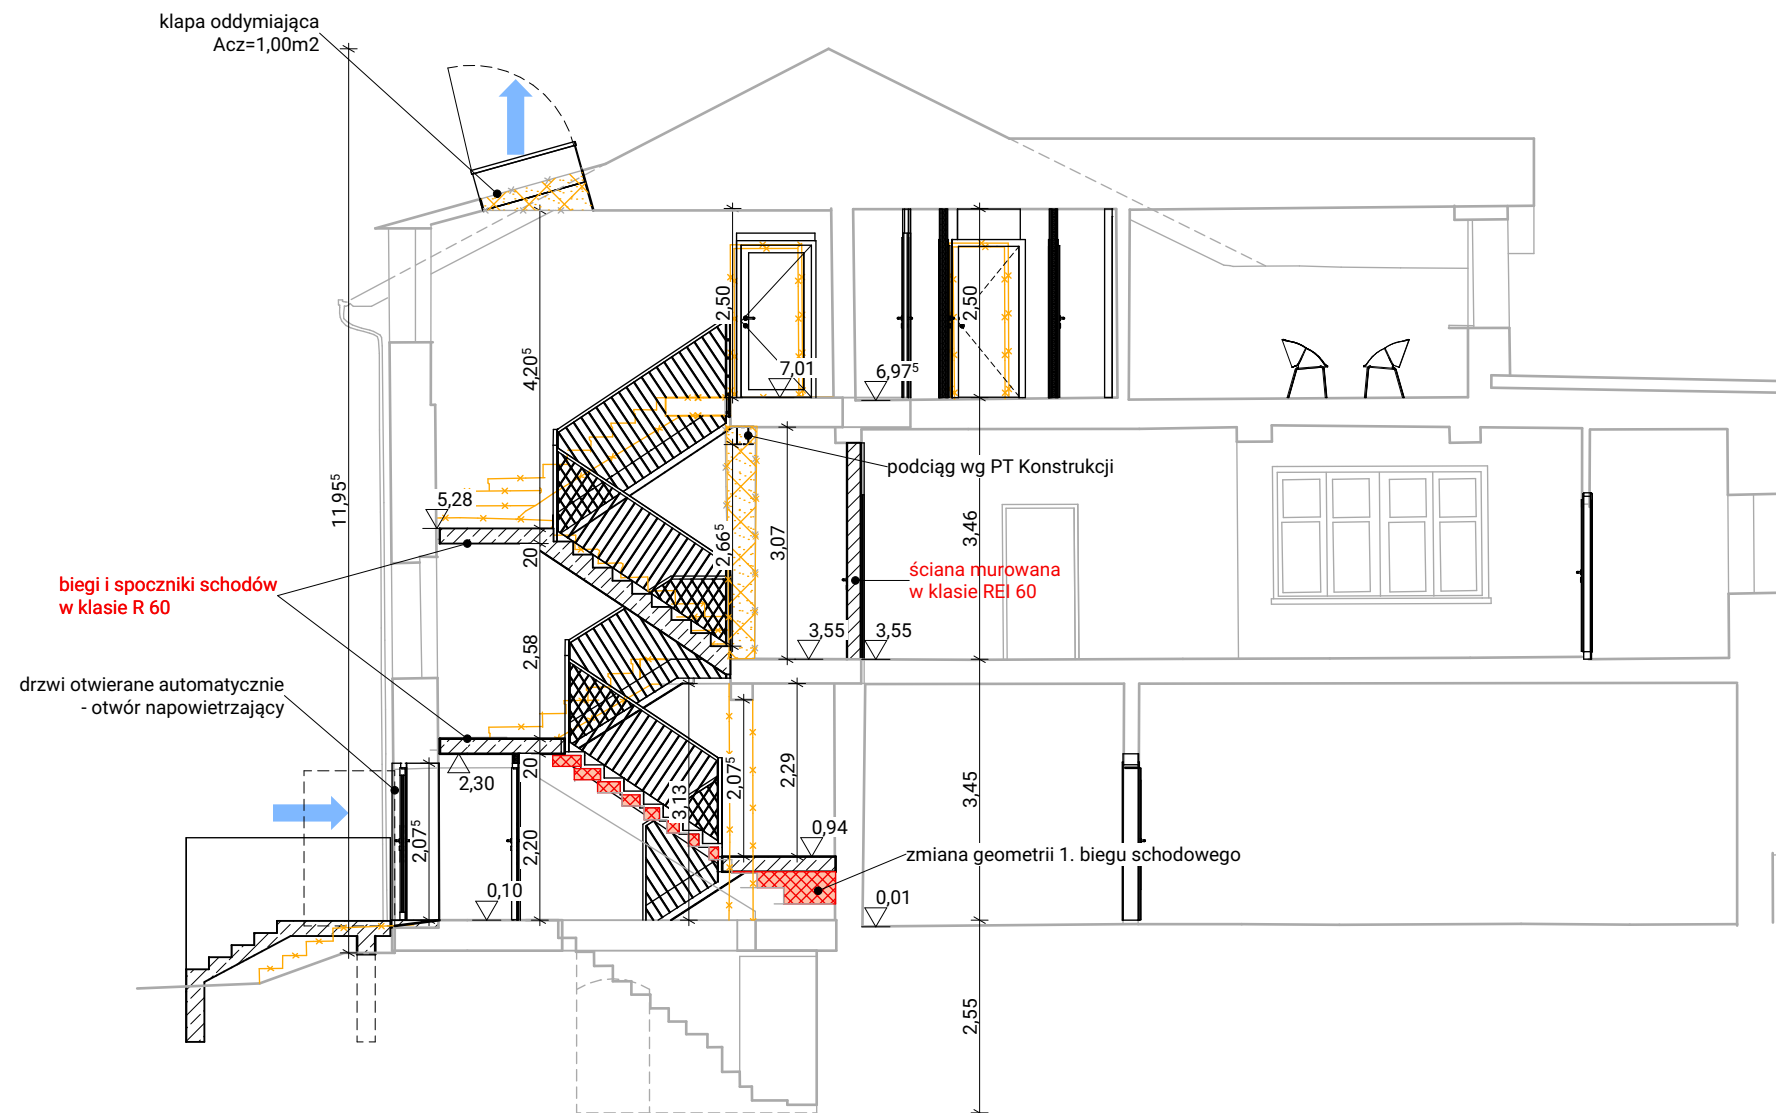 klapa oddymiająca
Acz=1,00m2
11,95⁵
4,20⁵
2,50
7,01
6,97⁵
2,50
5,28
20
2,66⁵
3,07
3,46
podciąg wg PT Konstrukcji
biegi i spoczniki schodów
w klasie R 60
ściana murowana
w klasie REI 60
2,58
3,55
3,55
drzwi otwierane automatycznie
- otwór napowietrzający
2,30
20
2,07⁵
2,20
3,13
2,07⁵
2,29
3,45
0,94
zmiana geometrii 1. biegu schodowego
0,10
0,01
2,55